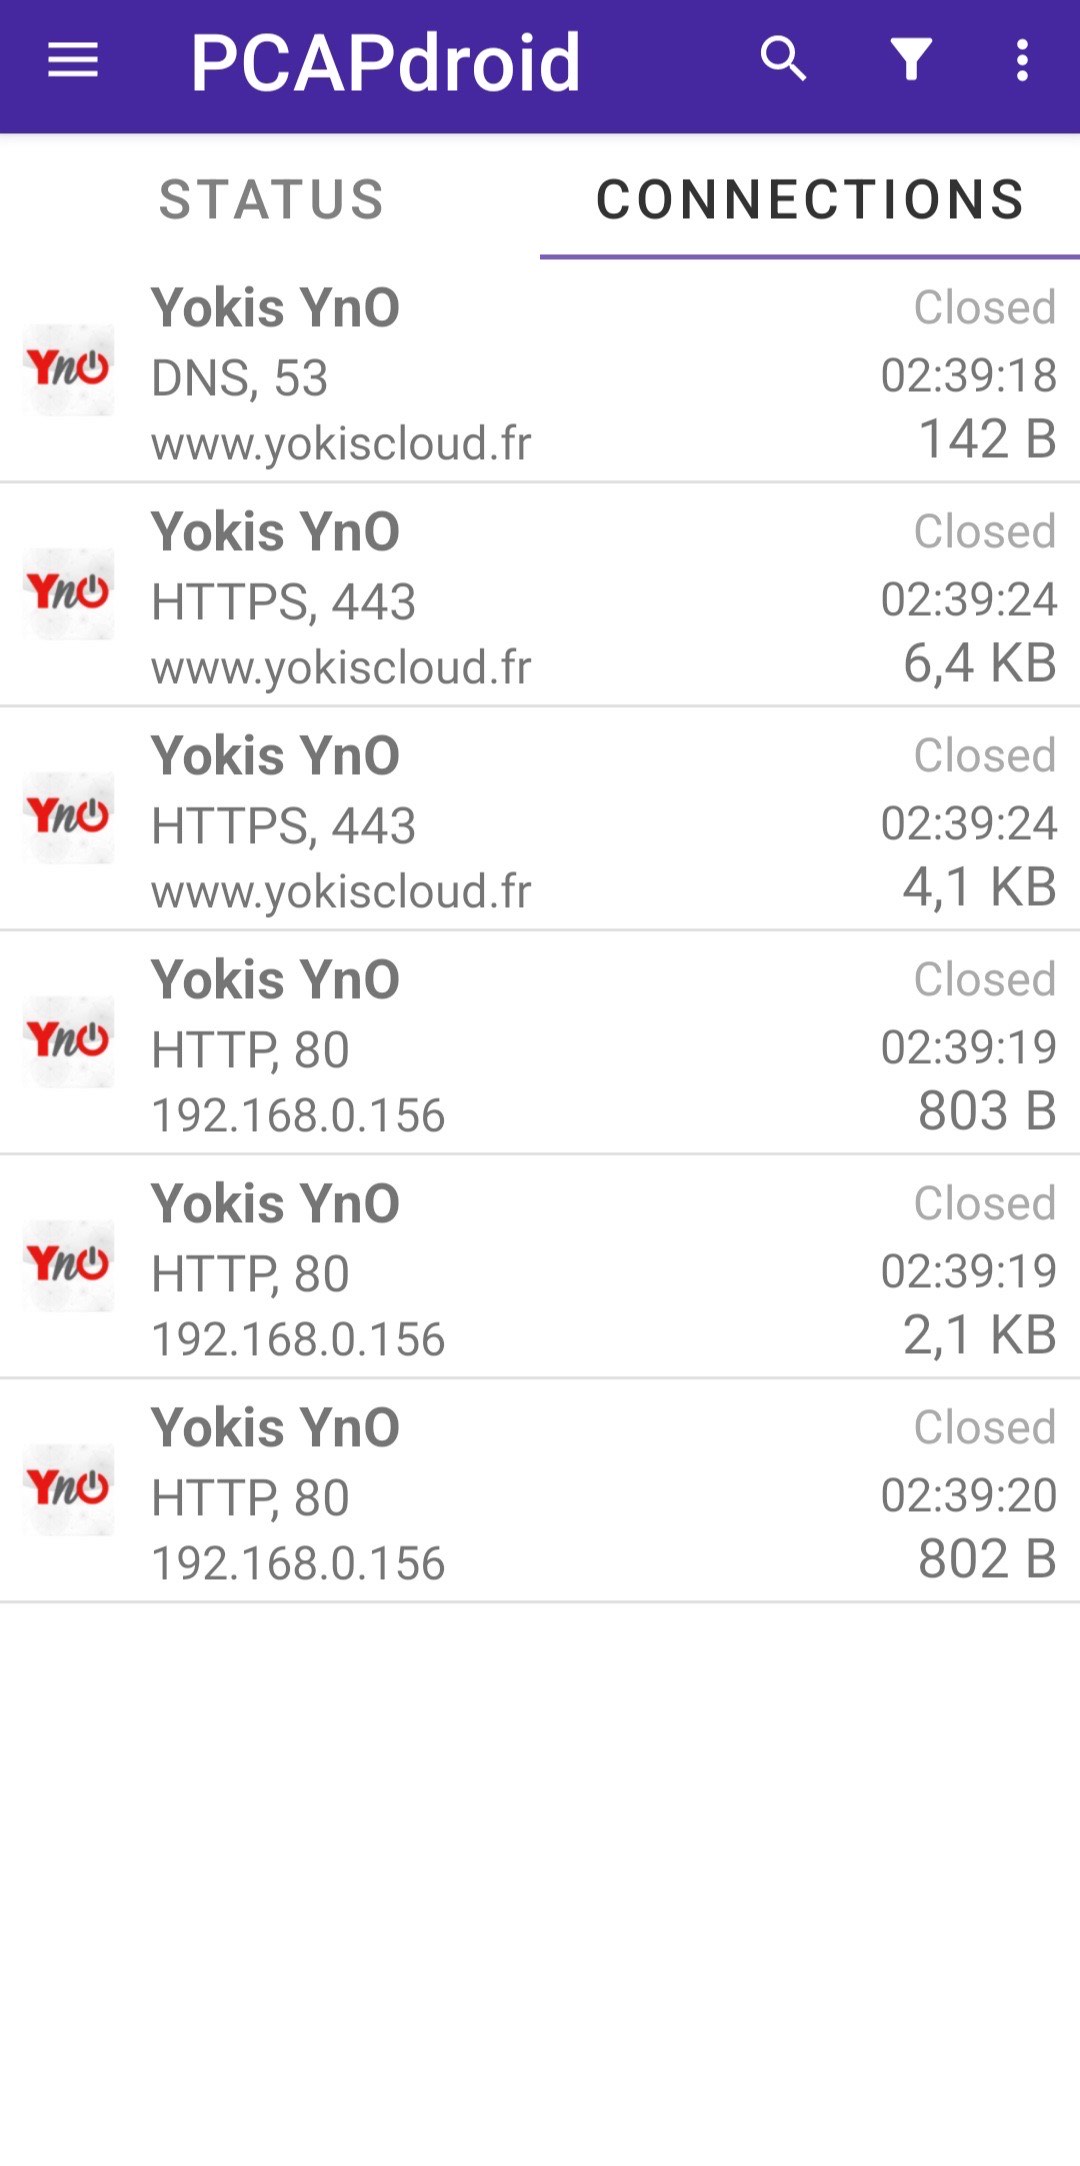 PCAPdroid
STATUS CONNECTIONS
Yokis YnO Closed
YnO DNS, 53 02:39:18
www.yokiscloud.fr 142 B
Yokis YnO Closed
YnO HTTPS, 443 02:39:24
www.yokiscloud.fr 6,4 KB
Yokis YnO Closed
YnO HTTPS, 443 02:39:24
www.yokiscloud.fr 4,1 KB
Yokis YnO Closed
YnO HTTP, 80 02:39:19
192.168.0.156 803 B
Yokis YnO Closed
YnO HTTP, 80 02:39:19
192.168.0.156 2,1 KB
Yokis YnO Closed
YnO HTTP, 80 02:39:20
192.168.0.156 802 B